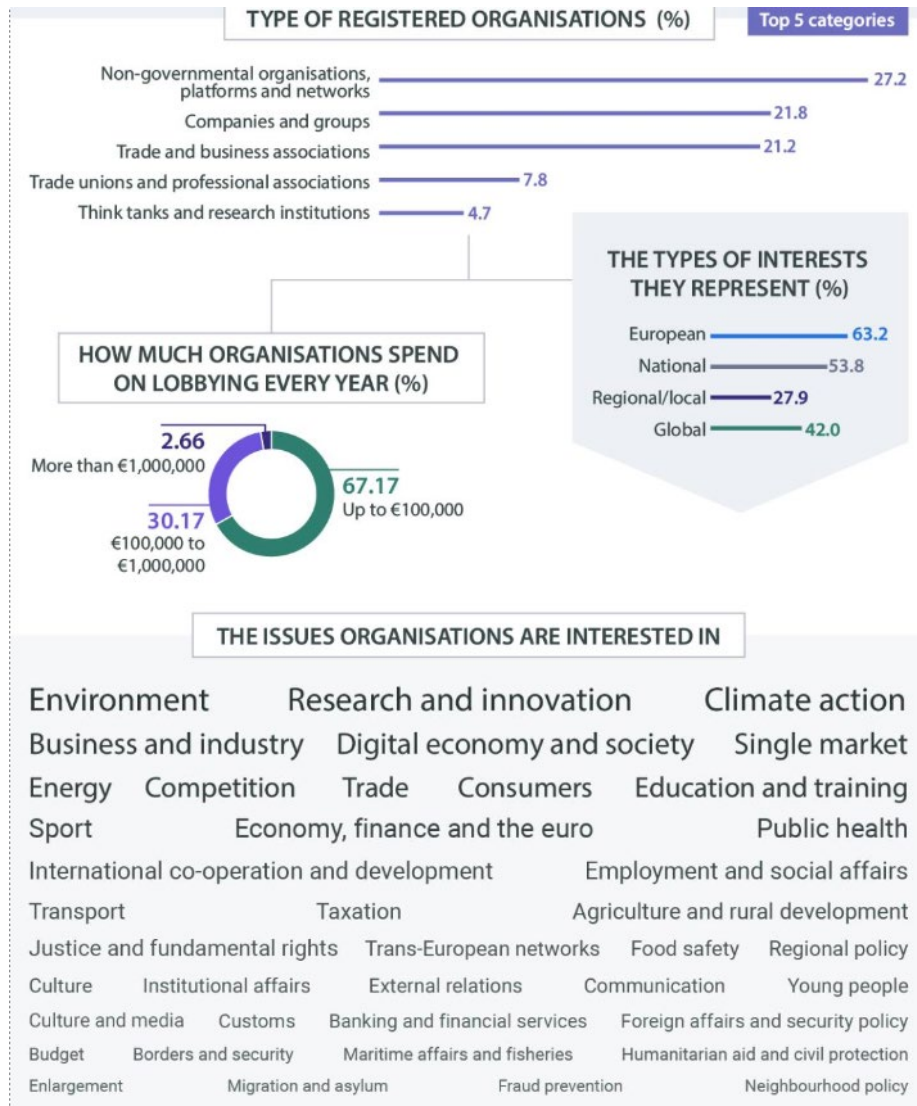 TYPE OF REGISTERED ORGANISATIONS (%)
Top 5 categories
Non-governmental organisations,
platforms and networks
27.2
Companies and groups
21.8
Trade and business associations
21.2
Trade unions and professional associations
7.8
Think tanks and research institutions
4.7
THE TYPES OF INTERESTS
THEY REPRESENT (%)
European
63.2
National
53.8
Regional/local
27.9
Global
42.0
HOW MUCH ORGANISATIONS SPEND
ON LOBBYING EVERY YEAR (%)
2.66
More than €1,000,000
67.17
Up to €100,000
30.17
€100,000 to
€1,000,000
THE ISSUES ORGANISATIONS ARE INTERESTED IN
Environment Research and innovation Climate action
Business and industry Digital economy and society Single market
Energy Competition Trade Consumers Education and training
Sport Economy, finance and the euro Public health
International co-operation and development Employment and social affairs
Transport Taxation Agriculture and rural development
Justice and fundamental rights Trans-European networks Food safety Regional policy
Culture Institutional affairs External relations Communication Young people
Culture and media Customs Banking and financial services Foreign affairs and security policy
Budget Borders and security Maritime affairs and fisheries Humanitarian aid and civil protection
Enlargement Migration and asylum Fraud prevention Neighbourhood policy